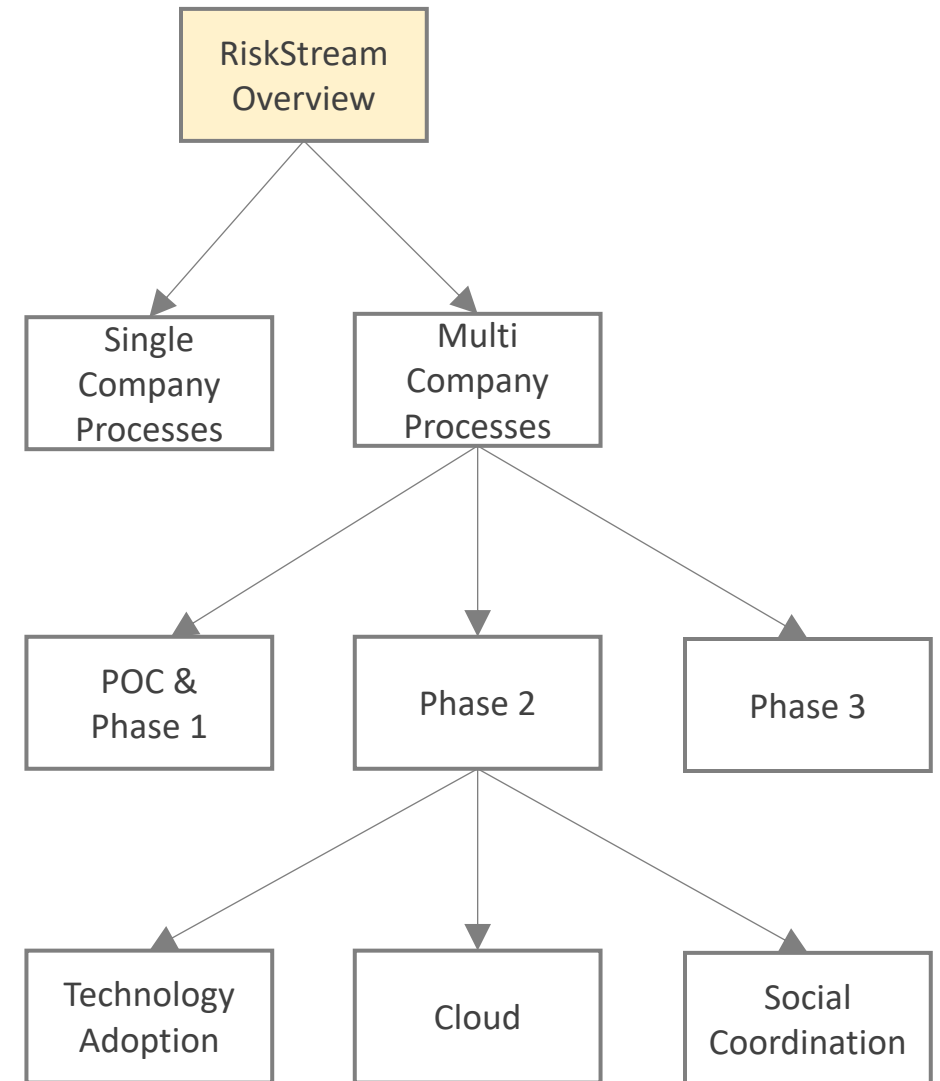 RiskStream
Overview
Single
Company
Processes
Multi
Company
Processes
POC &
Phase 1
Phase 2
Phase 3
Technology
Adoption
Cloud
Social
Coordination